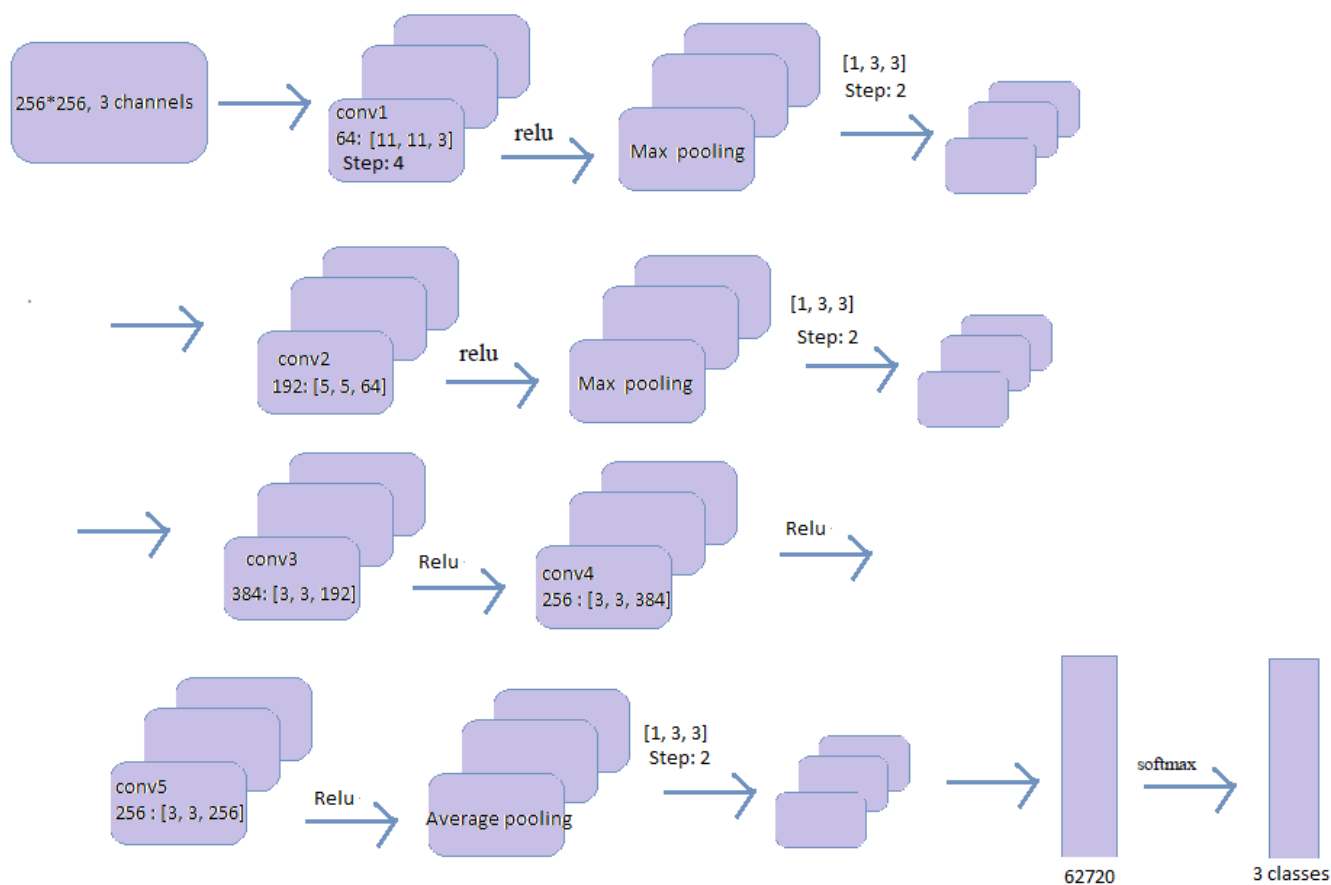 256*256, 3 channels
conv1
64: [11, 11, 3]
Step: 4
relu
Max pooling
[1, 3, 3]
Step: 2
conv2
192: [5, 5, 64]
relu
Max pooling
[1, 3, 3]
Step: 2
conv3
384: [3, 3, 192]
Relu
conv4
256 : [3, 3, 384]
Relu
conv5
256 : [3, 3, 256]
Relu
Average pooling
[1, 3, 3]
Step: 2
62720
softmax
3 classes